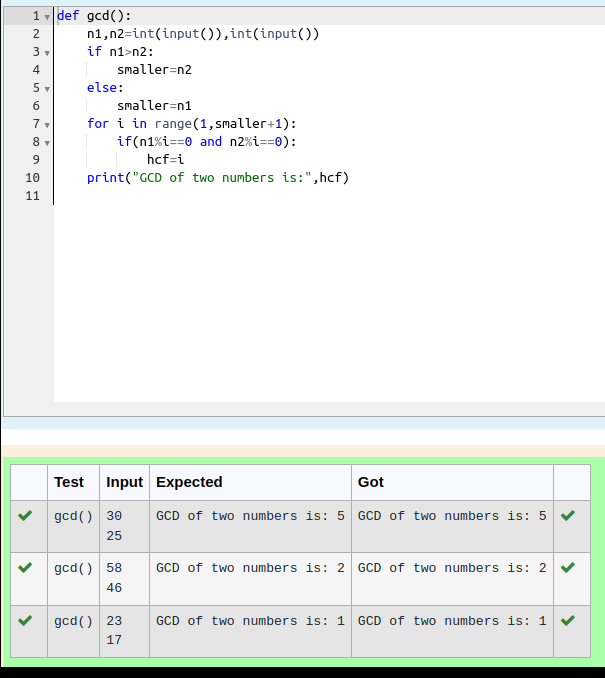 1 def gcd():
2     n1,n2=int(input()),int(input())
3     if n1>n2:
4         smaller=n2
5     else:
6         smaller=n1
7     for i in range(1,smaller+1):
8         if(n1%i==0 and n2%i==0):
9             hcf=i
10     print("GCD of two numbers is:",hcf)
11
Test Input Expected Got
gcd() 30 GCD of two numbers is: 5 GCD of two numbers is: 5
25
gcd() 58 GCD of two numbers is: 2 GCD of two numbers is: 2
46
gcd() 23 GCD of two numbers is: 1 GCD of two numbers is: 1
17